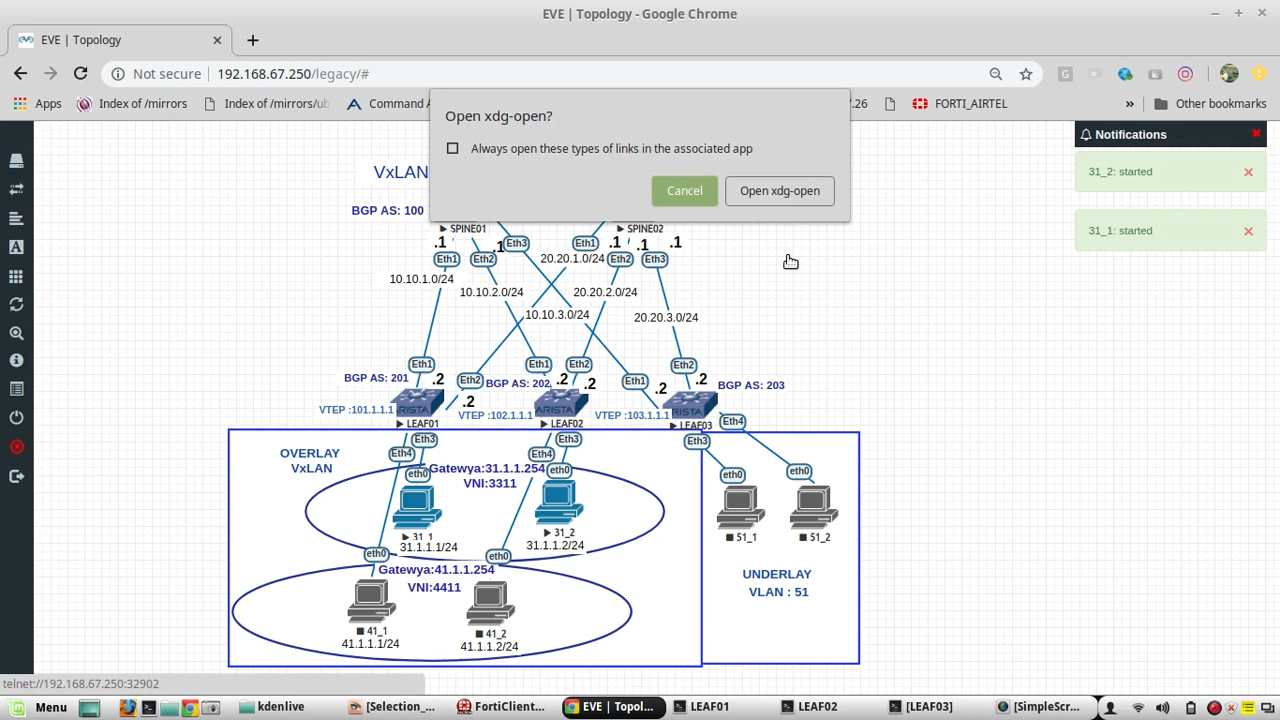 EVE | Topology - Google Chrome
EVE | Topology
Not secure
192.168.67.250/legacy/#
Apps
Index of /mirrors
Index of /mirrors/ub
Command A
7.26
FORTI_AIRTEL
»
Other bookmarks
Open xdg-open?
Always open these types of links in the associated app
Cancel
Open xdg-open
Notifications
31_2: started
31_1: started
VxLAN
BGP AS: 100
SPINE01
SPINE02
.1
.1
.1
.1
.1
Eth1
Eth2
Eth3
Eth1
Eth2
Eth3
20.20.1.0/24
10.10.1.0/24
10.10.2.0/24
20.20.2.0/24
10.10.3.0/24
20.20.3.0/24
Eth1
Eth2
Eth1
Eth2
Eth1
Eth2
BGP AS: 201
.2
BGP AS: 202
.2
.2
.2
.2
BGP AS: 203
.2
VTEP :101.1.1.1
VTEP :102.1.1.1
VTEP :103.1.1.1
ARISTA
ARISTA
RISTA
LEAF01
LEAF02
LEAF03
Eth4
Eth3
Eth3
Eth3
Eth4
Eth4
OVERLAY
VxLAN
Gatewya:31.1.1.254
VNI:3311
eth0
eth0
eth0
eth0
31_1
31_2
51_1
51_2
31.1.1.1/24
31.1.1.2/24
eth0
eth0
Gatewya:41.1.1.254
VNI:4411
UNDERLAY
VLAN : 51
41_1
41_2
41.1.1.1/24
41.1.1.2/24
telnet://192.168.67.250:32902
Menu
kdenlive
[Selection_...
FortiClient...
EVE | Topol...
LEAF01
LEAF02
[LEAF03]
[SimpleScr...